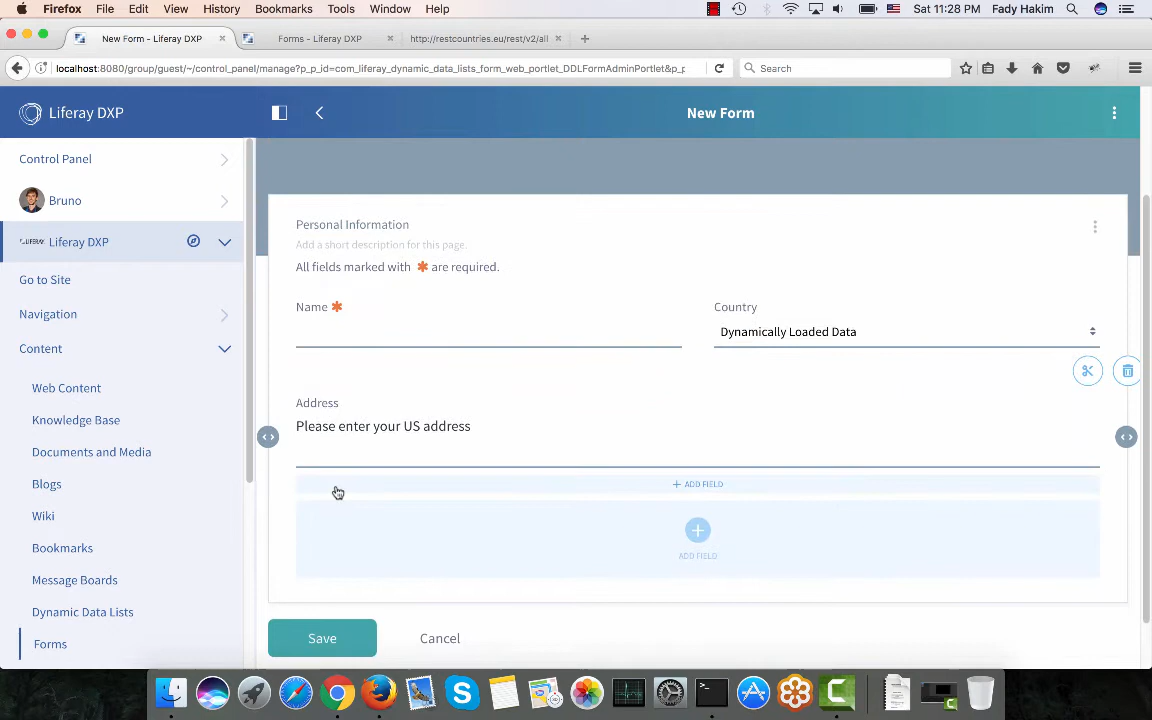 Firefox File Edit View History Bookmarks Tools Window Help Sat 11:28 PM Fady Hakim
New Form - Liferay DXP Forms - Liferay DXP http://restcountries.eu/rest/v2/all
localhost:8080/group/guest/~/control_panel/manage?p_p_id=com_liferay_dynamic_data_lists_form_web_portlet_DDLFormAdminPortlet&p_p Search
Liferay DXP
New Form
Control Panel
Bruno
LIFERAY Liferay DXP
Go to Site
Navigation
Content
Web Content
Knowledge Base
Documents and Media
Blogs
Wiki
Bookmarks
Message Boards
Dynamic Data Lists
Forms
Personal Information
Add a short description for this page.
All fields marked with * are required.
Name *
Country
Dynamically Loaded Data
Address
Please enter your US address
+ ADD FIELD
ADD FIELD
Save Cancel